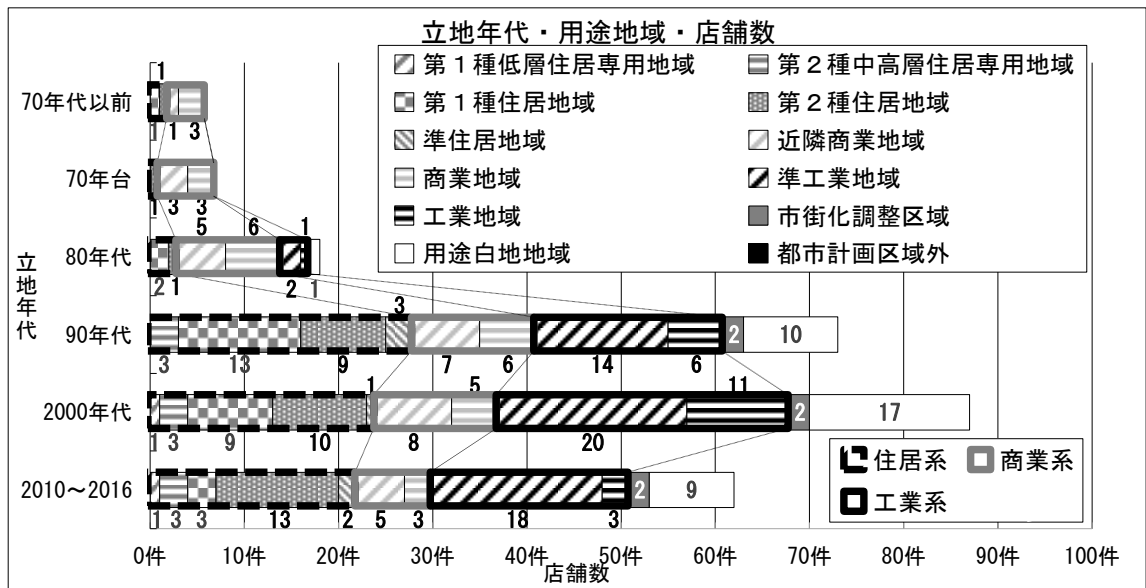 立地年代・用途地域・店舗数
第１種低層住居専用地域 第２種中高層住居専用地域
第１種住居地域 第２種住居地域
準住居地域 近隣商業地域
商業地域 準工業地域
工業地域 市街化調整区域
用途白地地域 都市計画区域外
立地年代
1
70年代以前
1 1 3
70年台
1 3 3
5 6 1
80年代
2 1 2 1
3
90年代 2 10
3 13 9 7 6 14 6
1 5 11
2000年代 2 17
1 3 9 10 8 20
2010～2016 2 9
1 3 3 13 2 5 3 18 3
住居系 商業系
工業系
0件 10件 20件 30件 40件 50件 60件 70件 80件 90件 100件
店舗数